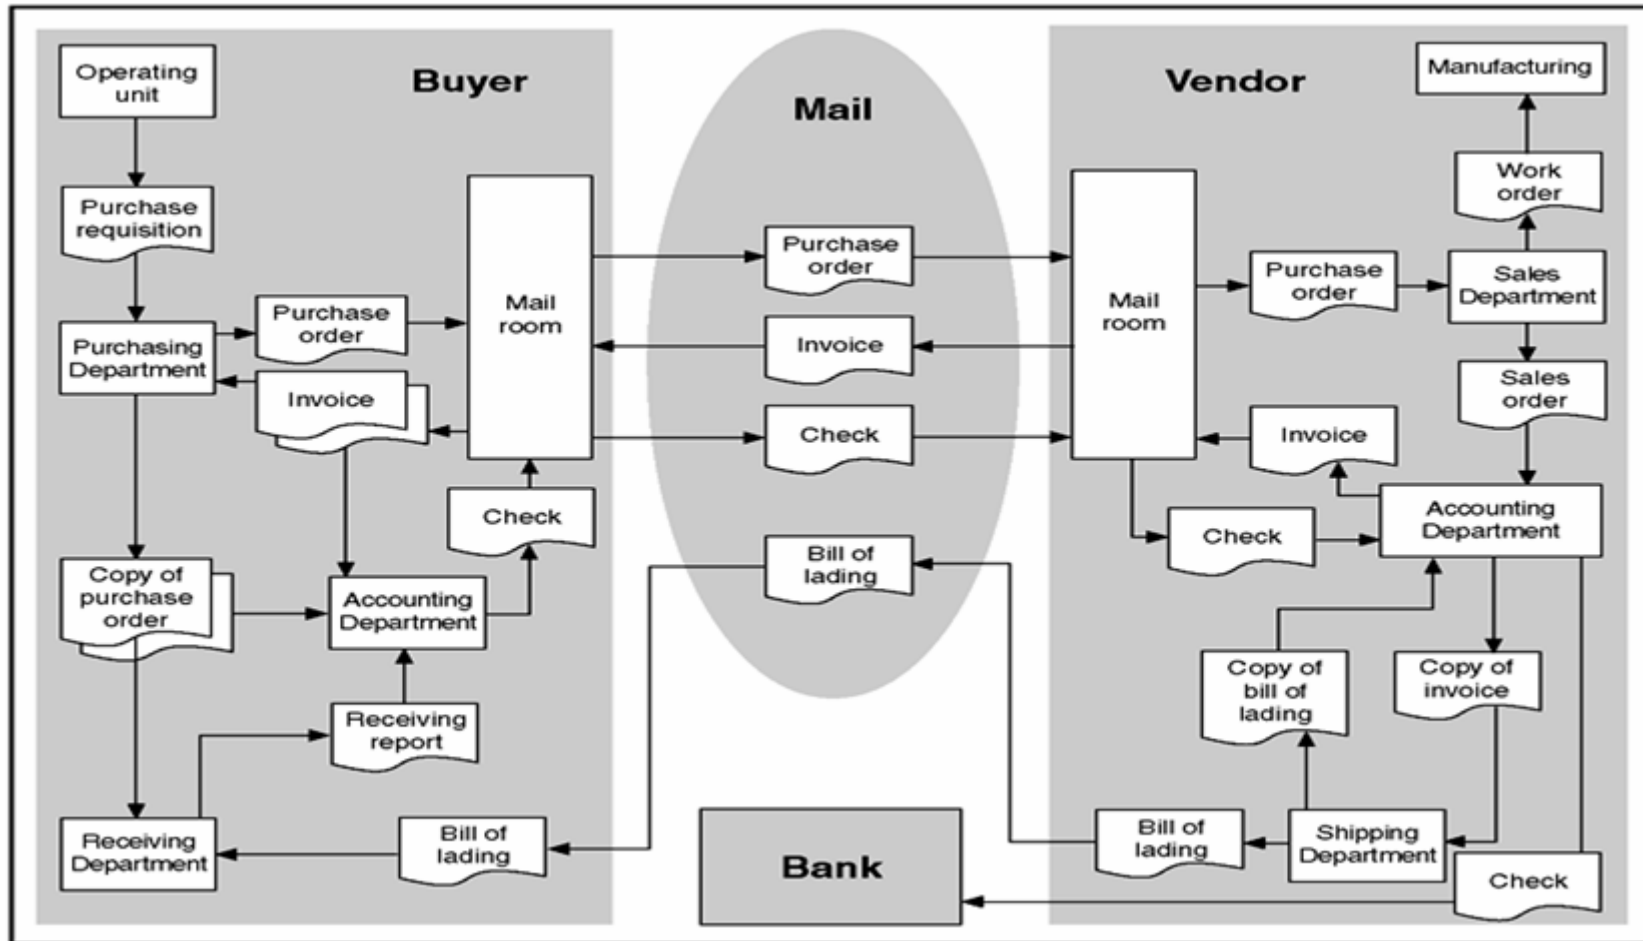 Buyer
Operating
unit
Purchase
requisition
Purchasing
Department
Purchase
order
Invoice
Mail
room
Check
Copy of
purchase
order
Accounting
Department
Receiving
report
Receiving
Department
Bill of
lading
Mail
Purchase
order
Invoice
Check
Bill of
lading
Bank
Vendor
Manufacturing
Work
order
Mail
room
Purchase
order
Sales
Department
Sales
order
Invoice
Accounting
Department
Check
Copy of
bill of
lading
Copy of
invoice
Bill of
lading
Shipping
Department
Check